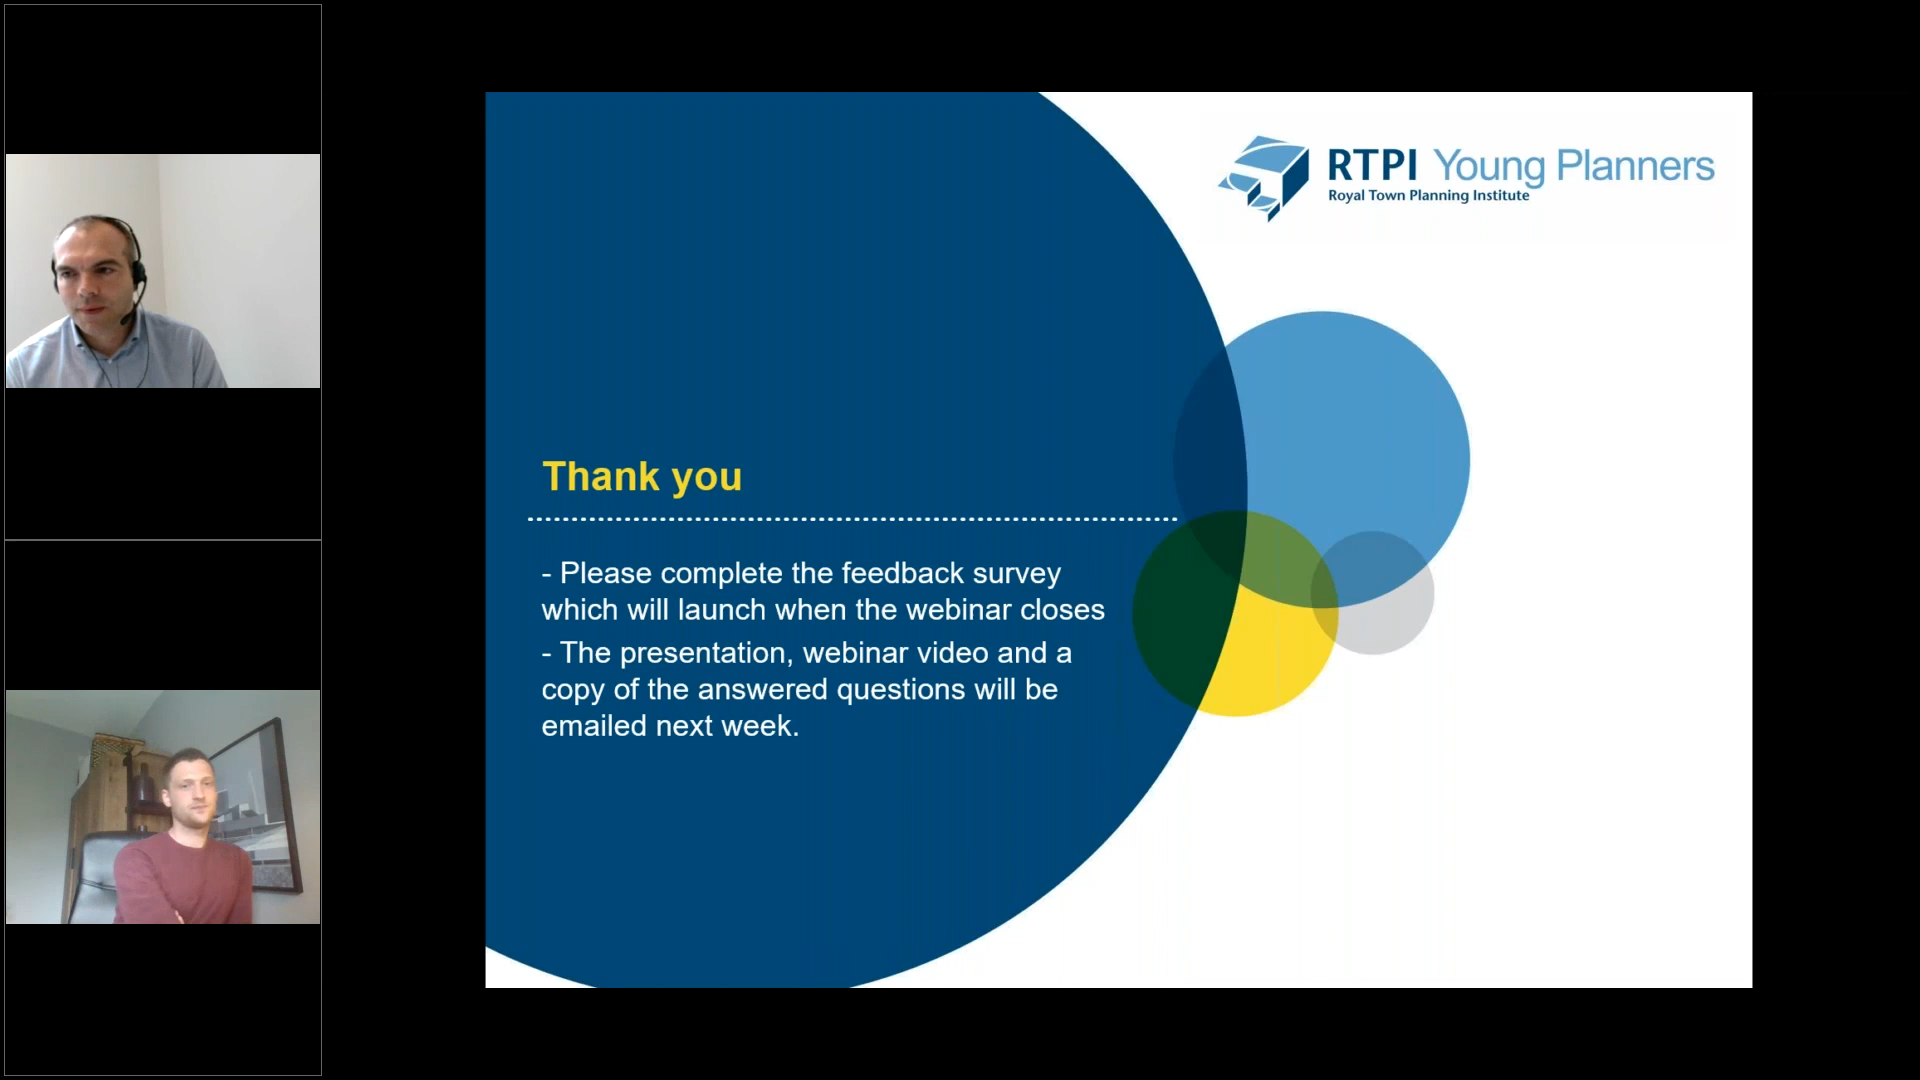 RTPI Young Planners
Royal Town Planning Institute
Thank you
- Please complete the feedback survey
which will launch when the webinar closes
- The presentation, webinar video and a
copy of the answered questions will be
emailed next week.